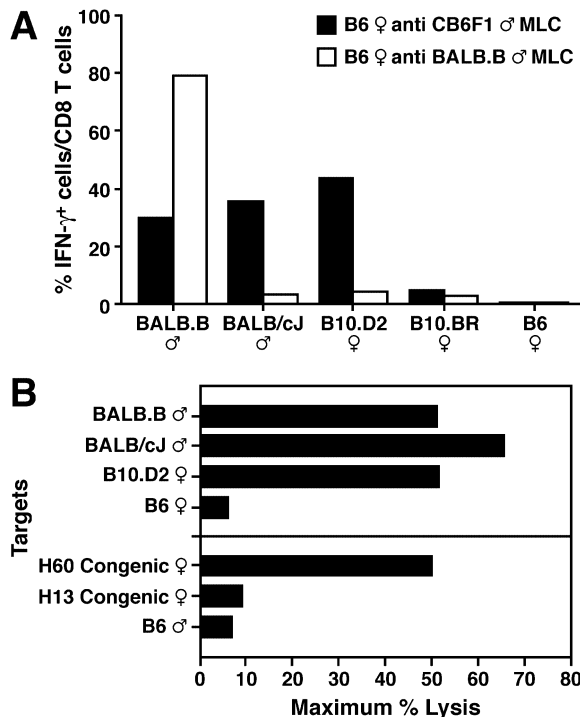 A
B6 ♀ anti CB6F1 ♂ MLC
B6 ♀ anti BALB.B ♂ MLC
% IFN-γ+ cells/CD8 T cells
100
80
60
40
20
0
BALB.B BALB/cJ B10.D2 B10.BR B6
♂ ♂ ♀ ♀ ♀
B
Targets
BALB.B ♂
BALB/cJ ♂
B10.D2 ♀
B6 ♀
H60 Congenic ♀
H13 Congenic ♀
B6 ♂
0 10 20 30 40 50 60 70 80
Maximum % Lysis